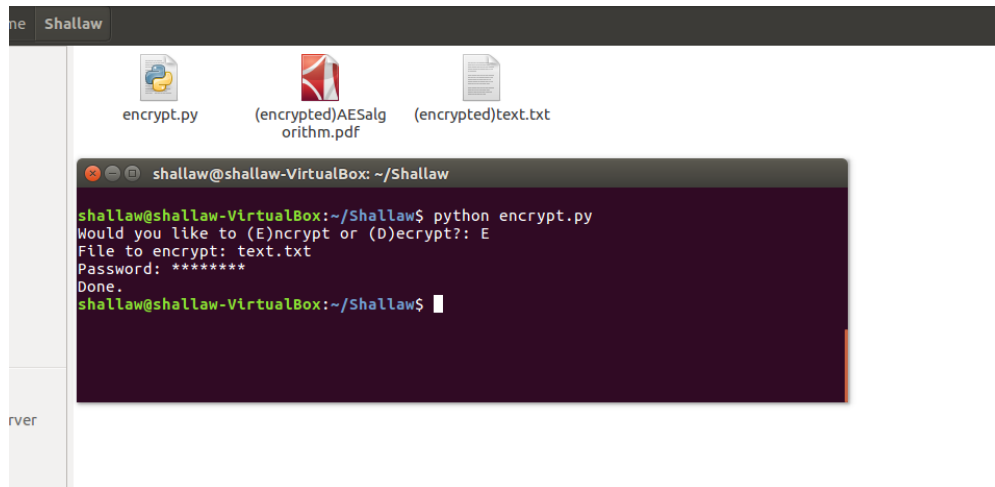 Shallaw
encrypt.py
(encrypted)AESalg
orithm.pdf
(encrypted)text.txt
shallaw@shallaw-VirtualBox: ~/Shallaw
shallaw@shallaw-VirtualBox:~/Shallaw$ python encrypt.py
Would you like to (E)ncrypt or (D)ecrypt?: E
File to encrypt: text.txt
Password: ********
Done.
shallaw@shallaw-VirtualBox:~/Shallaw$
rver